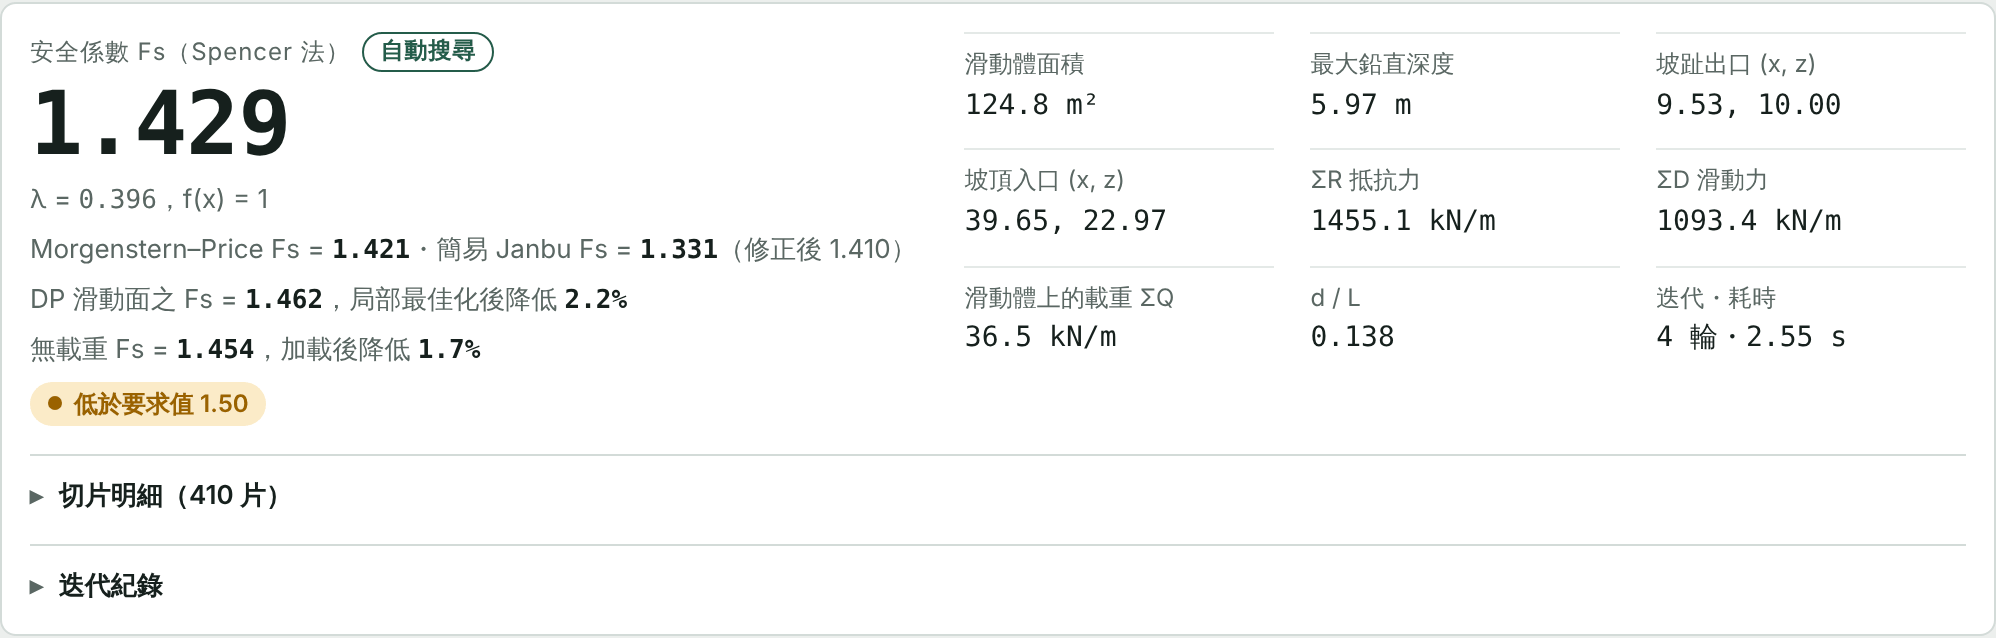 安全係數 Fs（Spencer 法） 自動搜尋
1.429
λ = 0.396，f(x) = 1
Morgenstern–Price Fs = 1.421 · 簡易 Janbu Fs = 1.331（修正後 1.410）
DP 滑動面之 Fs = 1.462，局部最佳化後降低 2.2%
無載重 Fs = 1.454，加載後降低 1.7%
● 低於要求值 1.50
滑動體面積
124.8 m²
最大鉛直深度
5.97 m
坡趾出口 (x, z)
9.53, 10.00
坡頂入口 (x, z)
39.65, 22.97
ΣR 抵抗力
1455.1 kN/m
ΣD 滑動力
1093.4 kN/m
滑動體上的載重 ΣQ
36.5 kN/m
d / L
0.138
迭代 · 耗時
4 輪 · 2.55 s
▶ 切片明細（410 片）
▶ 迭代紀錄